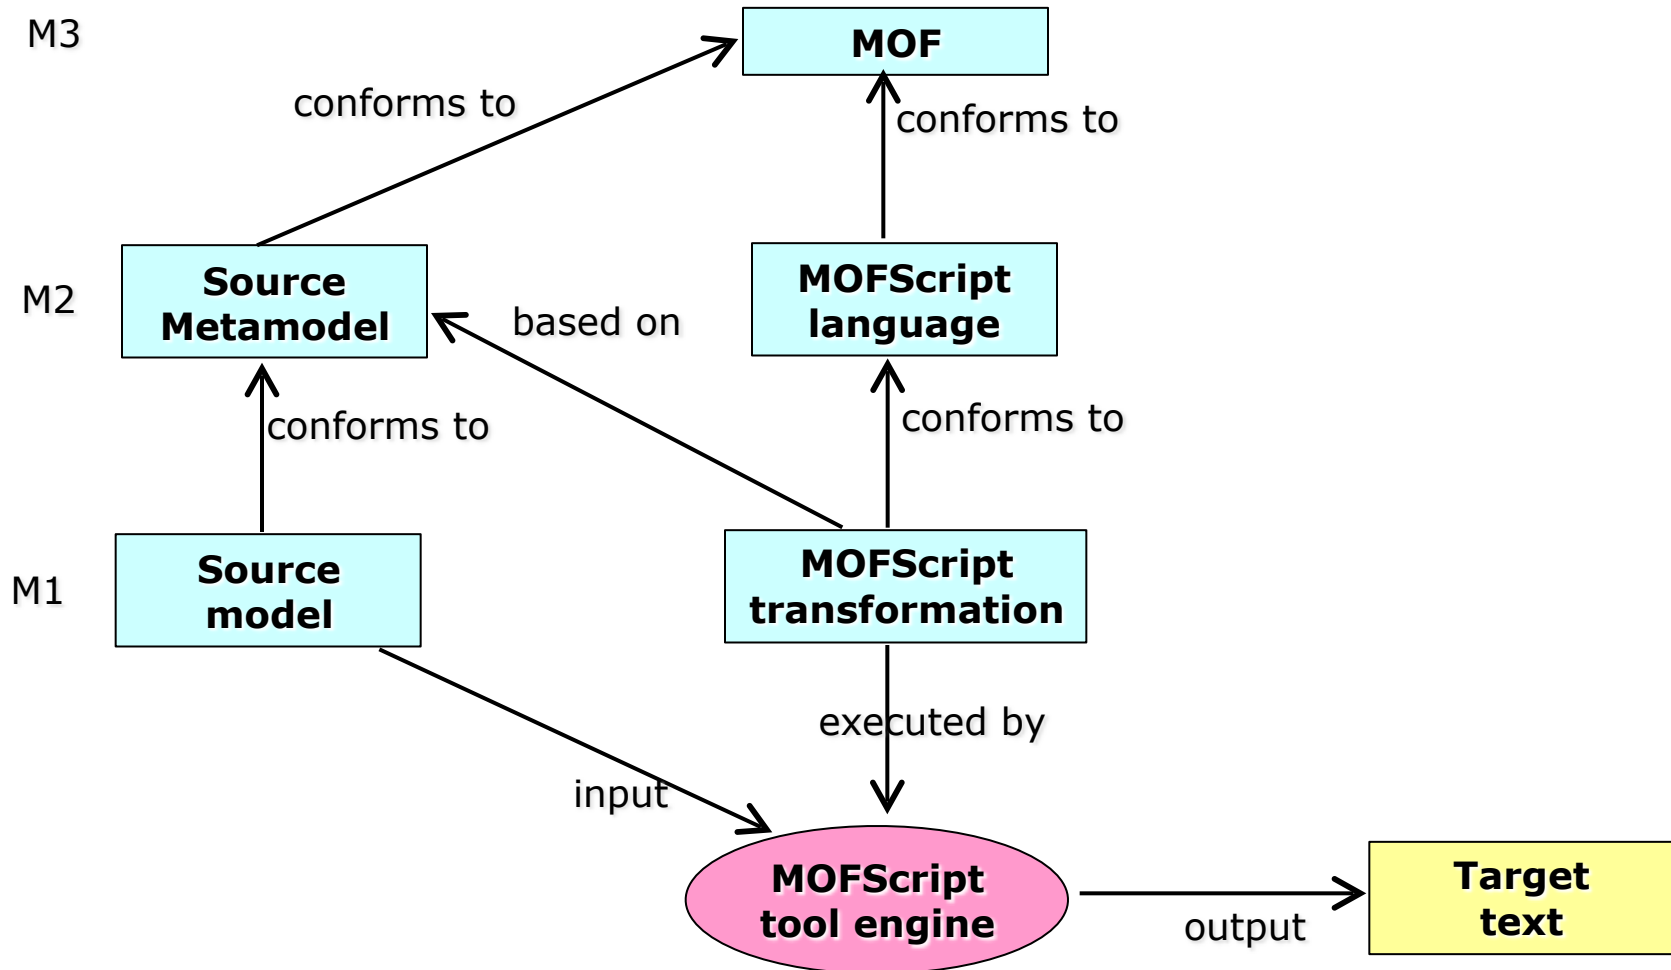 M3
MOF
conforms to
conforms to
M2
Source
Metamodel
based on
MOFScript
language
conforms to
conforms to
M1
Source
model
MOFScript
transformation
executed by
input
MOFScript
tool engine
output
Target
text